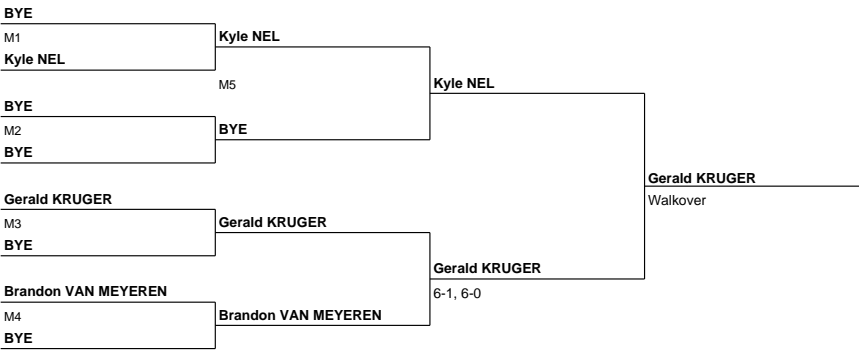 BYE
M1
Kyle NEL
Kyle NEL
M5
Kyle NEL
BYE
M2
BYE
BYE
Gerald KRUGER
Walkover
Gerald KRUGER
M3
BYE
Gerald KRUGER
Gerald KRUGER
6-1, 6-0
Brandon VAN MEYEREN
M4
BYE
Brandon VAN MEYEREN